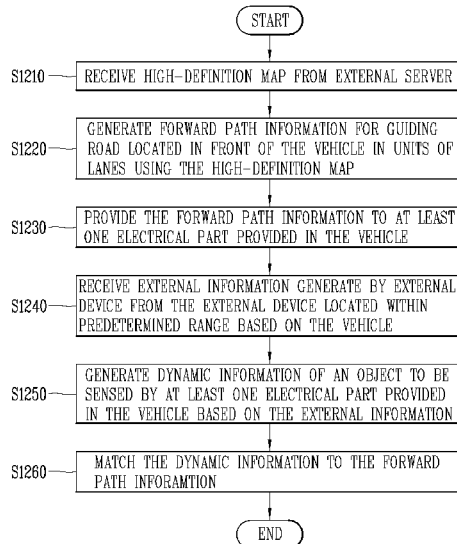 START
S1210
RECEIVE HIGH-DEFINITION MAP FROM EXTERNAL SERVER
S1220
GENERATE FORWARD PATH INFORMATION FOR GUIDING
ROAD LOCATED IN FRONT OF THE VEHICLE IN UNITS OF
LANES USING THE HIGH-DEFINITION MAP
S1230
PROVIDE THE FORWARD PATH INFORMATION TO AT LEAST
ONE ELECTRICAL PART PROVIDED IN THE VEHICLE
S1240
RECEIVE EXTERNAL INFORMATION GENERATE BY EXTERNAL
DEVICE FROM THE EXTERNAL DEVICE LOCATED WITHIN
PREDETERMINED RANGE BASED ON THE VEHICLE
S1250
GENERATE DYNAMIC INFORMATION OF AN OBJECT TO BE
SENSED BY AT LEAST ONE ELECTRICAL PART PROVIDED
IN THE VEHICLE BASED ON THE EXTERNAL INFORMATION
S1260
MATCH THE DYNAMIC INFORMATION TO THE FORWARD
PATH INFORAMTION
END